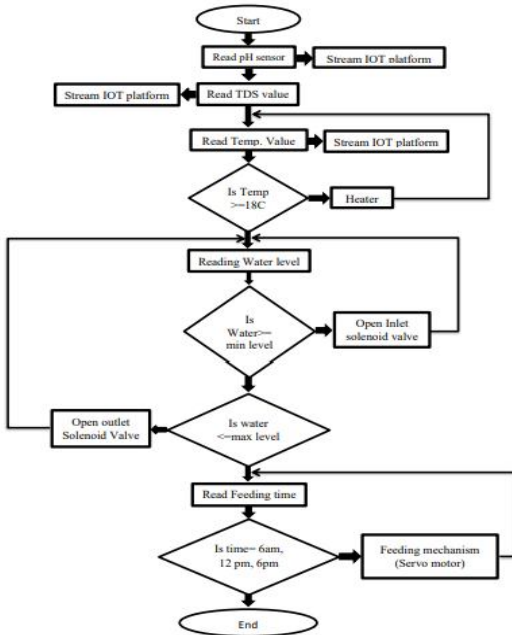 Start
Read pH sensor
Stream IOT platform
Stream IOT platform
Read TDS value
Read Temp. Value
Stream IOT platform
Is Temp
>=18C
Heater
Reading Water level
Is
Water>=
min level
Open Inlet
solenoid valve
Open outlet
Solenoid Valve
Is water
<=max level
Read Feeding time
Is time= 6am,
12 pm, 6pm
Feeding mechanism
(Servo motor)
End